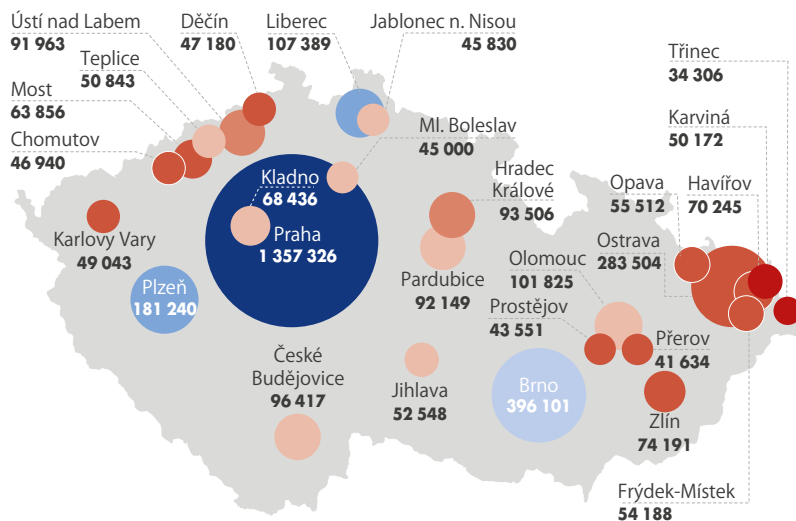 Ústí nad Labem
91 963
Děčín
47 180
Liberec
107 389
Jablonec n. Nisou
45 830
Teplice
50 843
Třinec
34 306
Most
63 856
Karviná
50 172
Chomutov
46 940
Ml. Boleslav
45 000
Kladno
68 436
Hradec
Králové
93 506
Opava
55 512
Havířov
70 245
Karlovy Vary
49 043
Praha
1 357 326
Ostrava
283 504
Olomouc
101 825
Pardubice
92 149
Plzeň
181 240
Prostějov
43 551
Přerov
41 634
České
Budějovice
96 417
Jihlava
52 548
Brno
396 101
Zlín
74 191
Frýdek-Místek
54 188